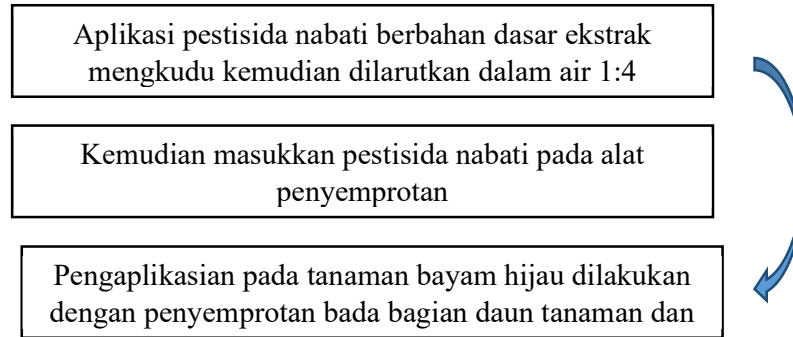 Aplikasi pestisida nabati berbahan dasar ekstrak
mengkudu kemudian dilarutkan dalam air 1:4
Kemudian masukkan pestisida nabati pada alat
penyemprotan
Pengaplikasian pada tanaman bayam hijau dilakukan
dengan penyemprotan bada bagian daun tanaman dan